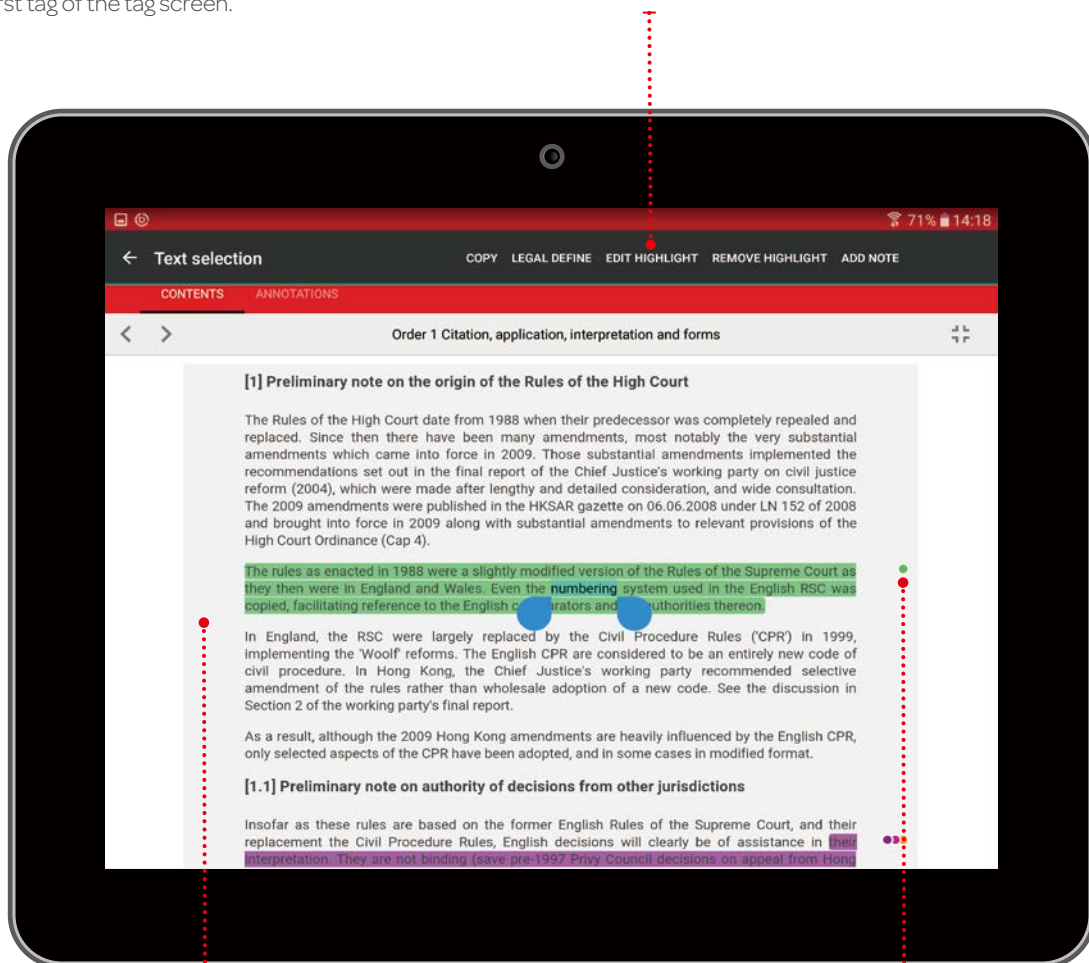 rst tag of the tag screen.
71% 14:18
Text selection COPY LEGAL DEFINE EDIT HIGHLIGHT REMOVE HIGHLIGHT ADD NOTE
CONTENTS ANNOTATIONS
Order 1 Citation, application, interpretation and forms
[1] Preliminary note on the origin of the Rules of the High Court
The Rules of the High Court date from 1988 when their predecessor was completely repealed and
replaced. Since then there have been many amendments, most notably the very substantial
amendments which came into force in 2009. Those substantial amendments implemented the
recommendations set out in the final report of the Chief Justice's working party on civil justice
reform (2004), which were made after lengthy and detailed consideration, and wide consultation.
The 2009 amendments were published in the HKSAR gazette on 06.06.2008 under LN 152 of 2008
and brought into force in 2009 along with substantial amendments to relevant provisions of the
High Court Ordinance (Cap 4).
The rules as enacted in 1988 were a slightly modified version of the Rules of the Supreme Court as
they then were in England and Wales. Even the numbering system used in the English RSC was
copied, facilitating reference to the English and authorities thereon.
In England, the RSC were largely replaced by the Civil Procedure Rules ('CPR') in 1999,
implementing the 'Woolf' reforms. The English CPR are considered to be an entirely new code of
civil procedure. In Hong Kong, the Chief Justice's working party recommended selective
amendment of the rules rather than wholesale adoption of a new code. See the discussion in
Section 2 of the working party's final report.
As a result, although the 2009 Hong Kong amendments are heavily influenced by the English CPR,
only selected aspects of the CPR have been adopted, and in some cases in modified format.
[1.1] Preliminary note on authority of decisions from other jurisdictions
Insofar as these rules are based on the former English Rules of the Supreme Court, and their
replacement the Civil Procedure Rules, English decisions will clearly be of assistance in their
interpretation. They are not binding (save pre-1997 Privy Council decisions on appeal from Hong